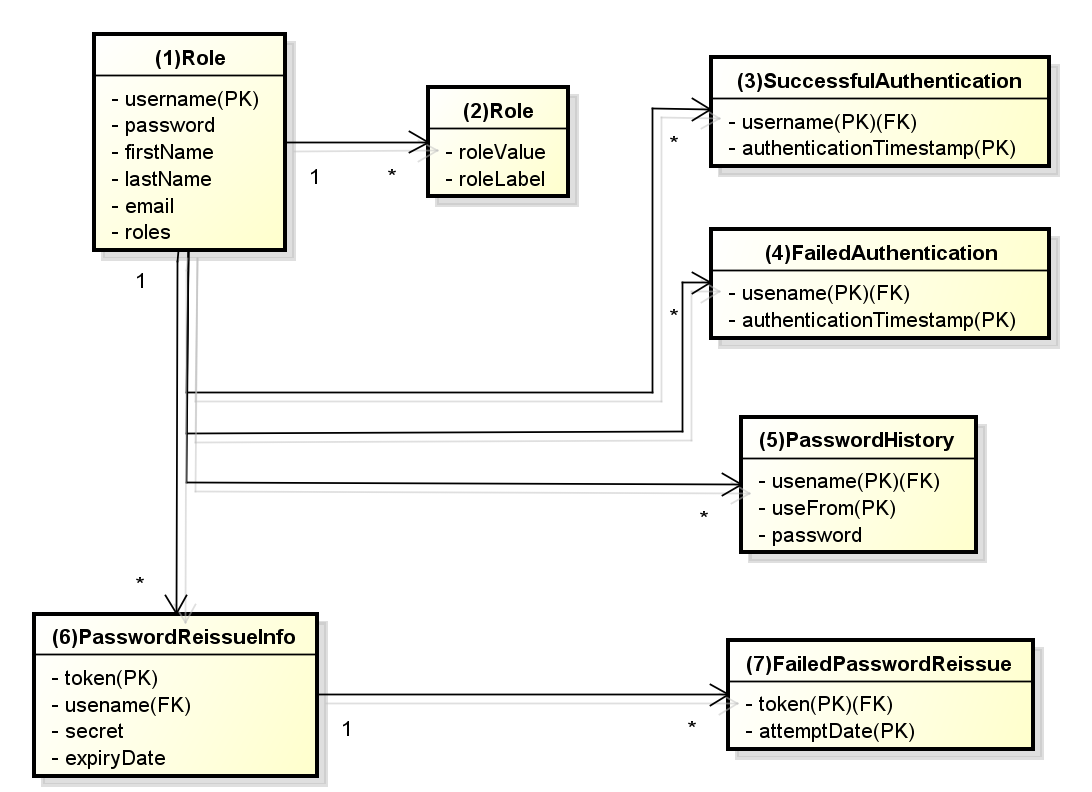 (1)Role
- username(PK)
- password
- firstName
- lastName
- email
- roles
1
*
(2)Role
- roleValue
- roleLabel
(3)SuccessfulAuthentication
- username(PK)(FK)
- authenticationTimestamp(PK)
*
(4)FailedAuthentication
- usename(PK)(FK)
- authenticationTimestamp(PK)
*
1
(5)PasswordHistory
- usename(PK)(FK)
- useFrom(PK)
- password
*
*
(6)PasswordReissueInfo
- token(PK)
- usename(FK)
- secret
- expiryDate
1
*
(7)FailedPasswordReissue
- token(PK)(FK)
- attemptDate(PK)